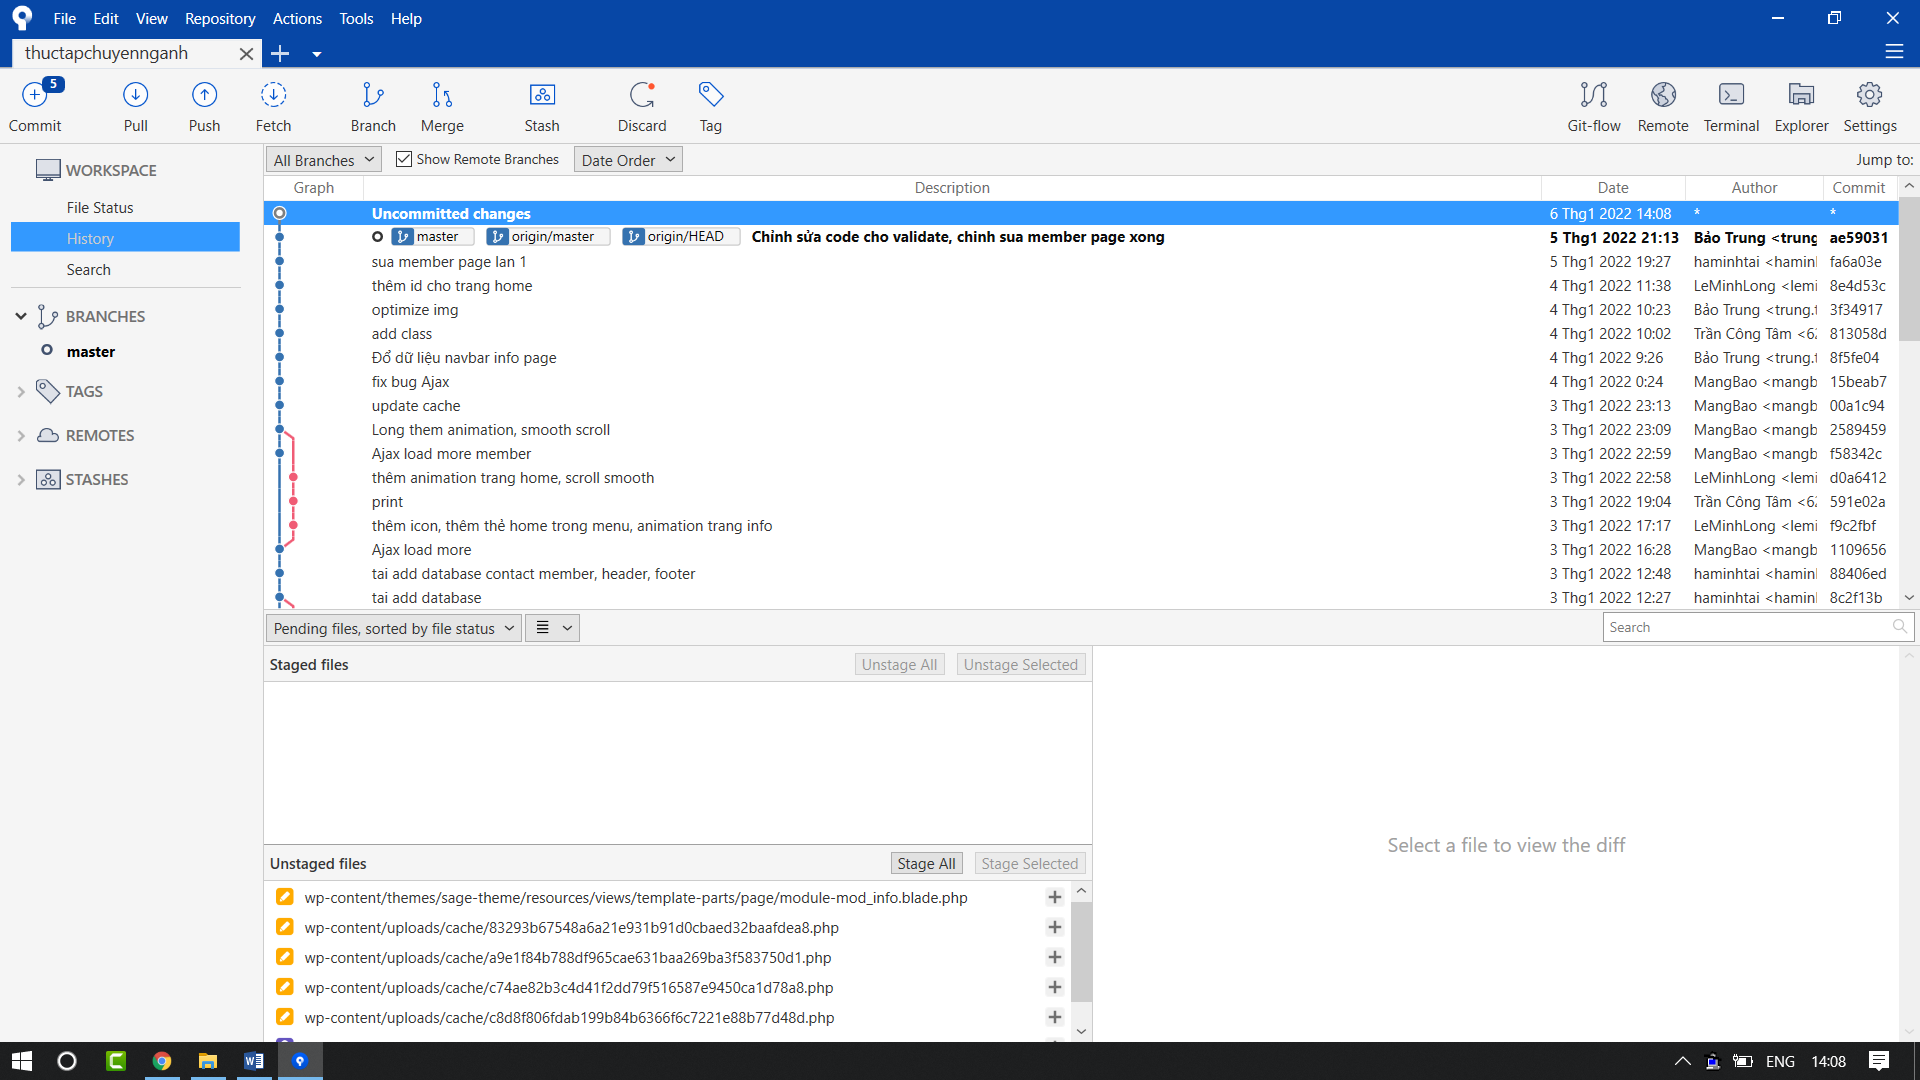 File Edit View Repository Actions Tools Help
thuctapchuyennganh
5
Commit Pull Push Fetch Branch Merge Stash Discard Tag Git-flow Remote Terminal Explorer Settings
WORKSPACE
File Status
History
Search
BRANCHES
master
TAGS
REMOTES
STASHES
All Branches Show Remote Branches Date Order Jump to:
Graph Description Date Author Commit
Uncommitted changes 6 Thg1 2022 14:08 * *
master origin/master origin/HEAD Chỉnh sửa code cho validate, chinh sua member page xong 5 Thg1 2022 21:13 Bảo Trung <trung ae59031
sua member page lan 1 5 Thg1 2022 19:27 haminhtai <haminl fa6a03e
thêm id cho trang home 4 Thg1 2022 11:38 LeMinhLong <lemi 8e4d53c
optimize img 4 Thg1 2022 10:23 Bảo Trung <trung.t 3f34917
add class 4 Thg1 2022 10:02 Trần Công Tâm <62 813058d
Đổ dữ liệu navbar info page 4 Thg1 2022 9:26 Bảo Trung <trung.t 8f5fe04
fix bug Ajax 4 Thg1 2022 0:24 MangBao <mangb 15beab7
update cache 3 Thg1 2022 23:13 MangBao <mangb 00a1c94
Long them animation, smooth scroll 3 Thg1 2022 23:09 MangBao <mangb 2589459
Ajax load more member 3 Thg1 2022 22:59 MangBao <mangb f58342c
thêm animation trang home, scroll smooth 3 Thg1 2022 22:58 LeMinhLong <lemi d0a6412
print 3 Thg1 2022 19:04 Trần Công Tâm <62 591e02a
thêm icon, thêm thẻ home trong menu, animation trang info 3 Thg1 2022 17:17 LeMinhLong <lemi f9c2fbf
Ajax load more 3 Thg1 2022 16:28 MangBao <mangb 1109656
tai add database contact member, header, footer 3 Thg1 2022 12:48 haminhtai <haminl 88406ed
tai add database 3 Thg1 2022 12:27 haminhtai <haminl 8c2f13b
Pending files, sorted by file status Search
Staged files Unstage All Unstage Selected
Select a file to view the diff
Unstaged files Stage All Stage Selected
wp-content/themes/sage-theme/resources/views/template-parts/page/module-mod_info.blade.php
wp-content/uploads/cache/83293b67548a6a21e931b91d0cbaed32baafdea8.php
wp-content/uploads/cache/a9e1f84b788df965cae631baa269ba3f583750d1.php
wp-content/uploads/cache/c74ae82b3c4d41f2dd79f516587e9450ca1d78a8.php
wp-content/uploads/cache/c8d8f806fdab199b84b6366f6c7221e88b77d48d.php
ENG 14:08